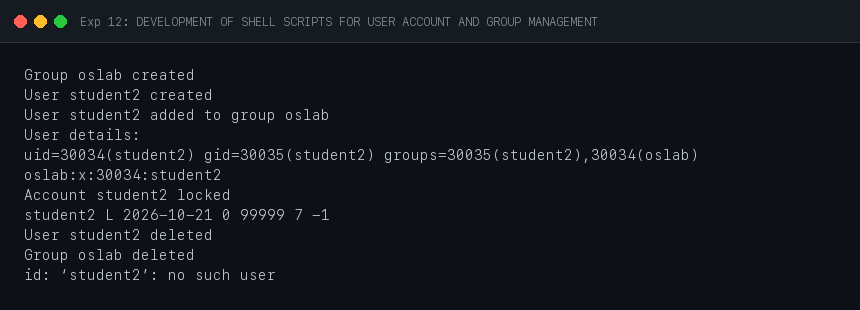 Exp 12: DEVELOPMENT OF SHELL SCRIPTS FOR USER ACCOUNT AND GROUP MANAGEMENT
Group oslab created
User student2 created
User student2 added to group oslab
User details:
uid=30034(student2) gid=30035(student2) groups=30035(student2),30034(oslab)
oslab:x:30034:student2
Account student2 locked
student2 L 2026-10-21 0 99999 7 -1
User student2 deleted
Group oslab deleted
id: ‘student2’: no such user